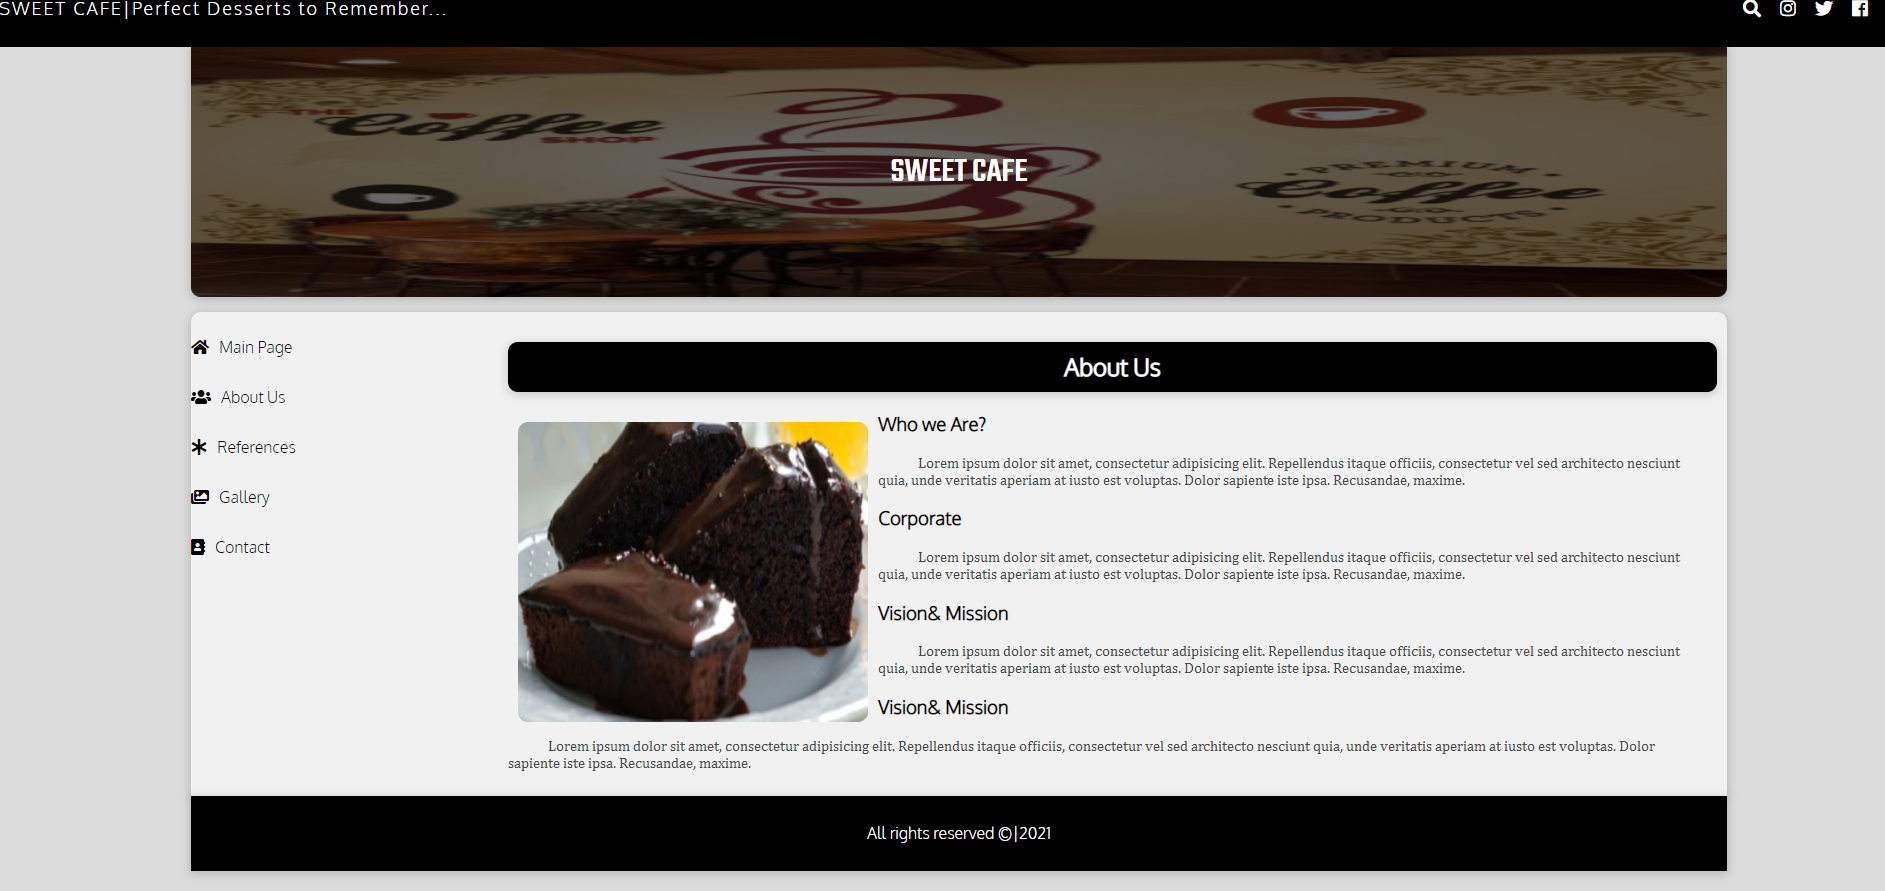 SWEET CAFE|Perfect Desserts to Remember...
THE
Coffee
SHOP
SWEET CAFE
PREMIUM
Coffee
PRODUCTS
Main Page
About Us
References
Gallery
Contact
About Us
Who we Are?
Lorem ipsum dolor sit amet, consectetur adipisicing elit. Repellendus itaque officiis, consectetur vel sed architecto nesciunt
quia, unde veritatis aperiam at iusto est voluptas. Dolor sapiente iste ipsa. Recusandae, maxime.
Corporate
Lorem ipsum dolor sit amet, consectetur adipisicing elit. Repellendus itaque officiis, consectetur vel sed architecto nesciunt
quia, unde veritatis aperiam at iusto est voluptas. Dolor sapiente iste ipsa. Recusandae, maxime.
Vision& Mission
Lorem ipsum dolor sit amet, consectetur adipisicing elit. Repellendus itaque officiis, consectetur vel sed architecto nesciunt
quia, unde veritatis aperiam at iusto est voluptas. Dolor sapiente iste ipsa. Recusandae, maxime.
Vision& Mission
Lorem ipsum dolor sit amet, consectetur adipisicing elit. Repellendus itaque officiis, consectetur vel sed architecto nesciunt quia, unde veritatis aperiam at iusto est voluptas. Dolor
sapiente iste ipsa. Recusandae, maxime.
All rights reserved ©|2021